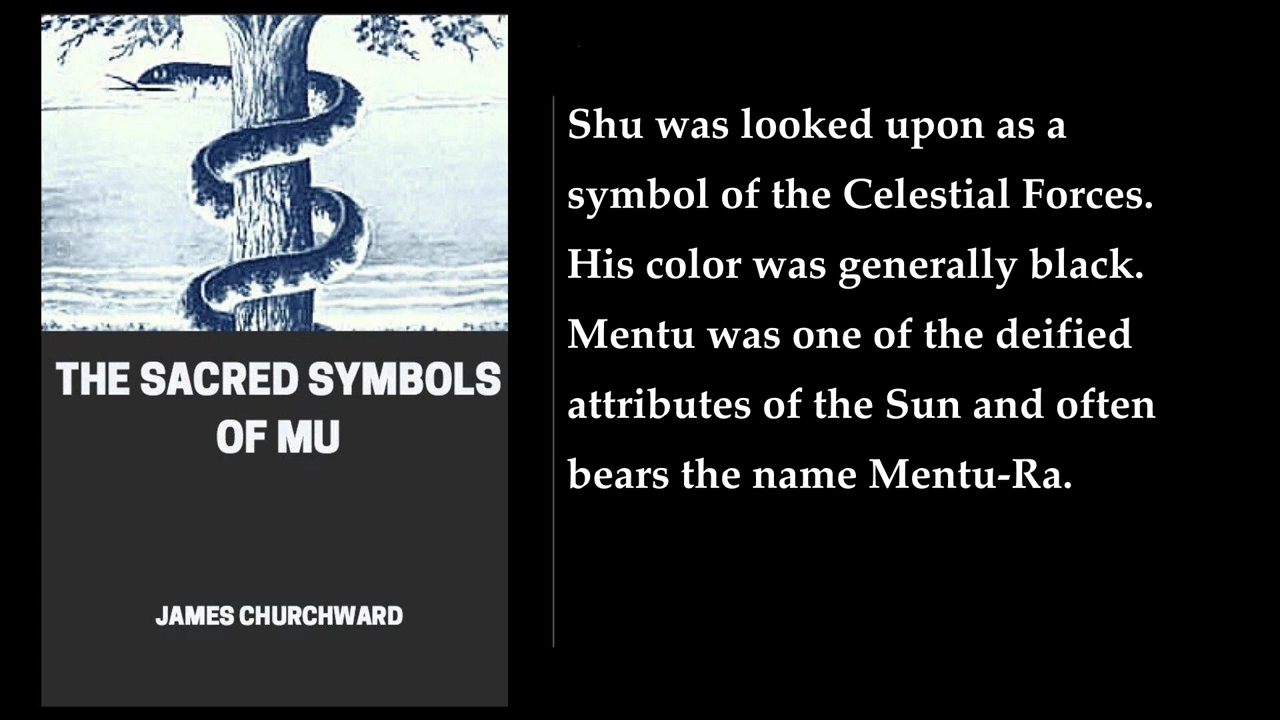 THE SACRED SYMBOLS
OF MU
JAMES CHURCHWARD
Shu was looked upon as a
symbol of the Celestial Forces.
His color was generally black.
Mentu was one of the deified
attributes of the Sun and often
bears the name Mentu-Ra.